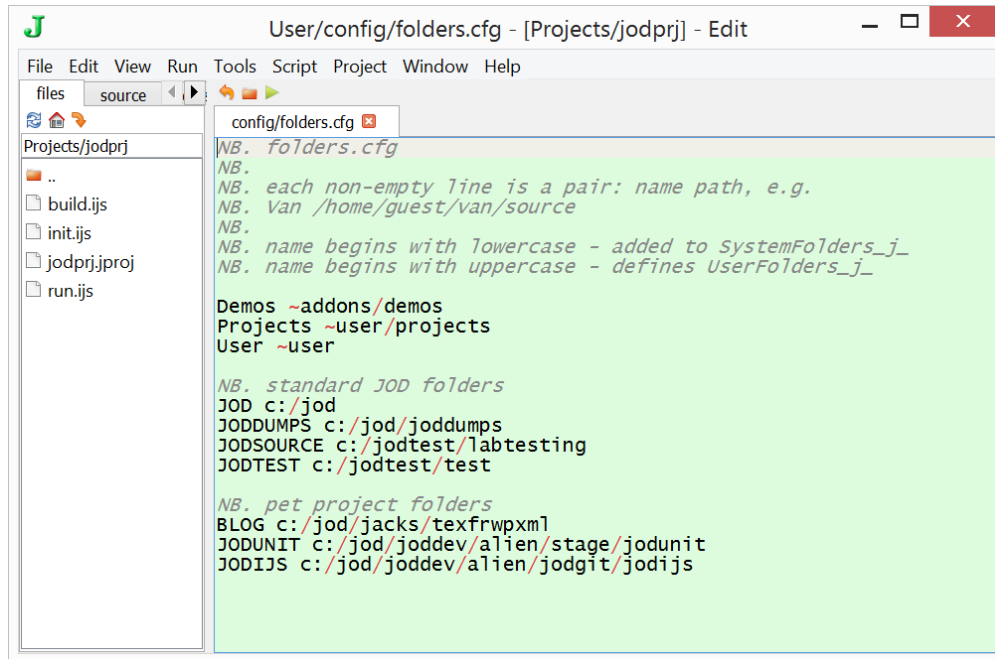 User/config/folders.cfg - [Projects/jodprj] - Edit
File Edit View Run Tools Script Project Window Help
files source
config/folders.cfg
Projects/jodprj
..
build.ijs
init.ijs
jodprj.jproj
run.ijs
NB. folders.cfg
NB.
NB. each non-empty line is a pair: name path, e.g.
NB. Van /home/guest/van/source
NB.
NB. name begins with lowercase - added to SystemFolders_j_
NB. name begins with uppercase - defines UserFolders_j_
Demos ~addons/demos
Projects ~user/projects
User ~user
NB. standard JOD folders
JOD c:/jod
JODDUMPS c:/jod/joddumps
JODSOURCE c:/jodtest/labtesting
JODTEST c:/jodtest/test
NB. pet project folders
BLOG c:/jod/jacks/texfrwpxml
JODUNIT c:/jod/joddev/alien/stage/jodunit
JODIJS c:/jod/joddev/alien/jodgit/jodijs